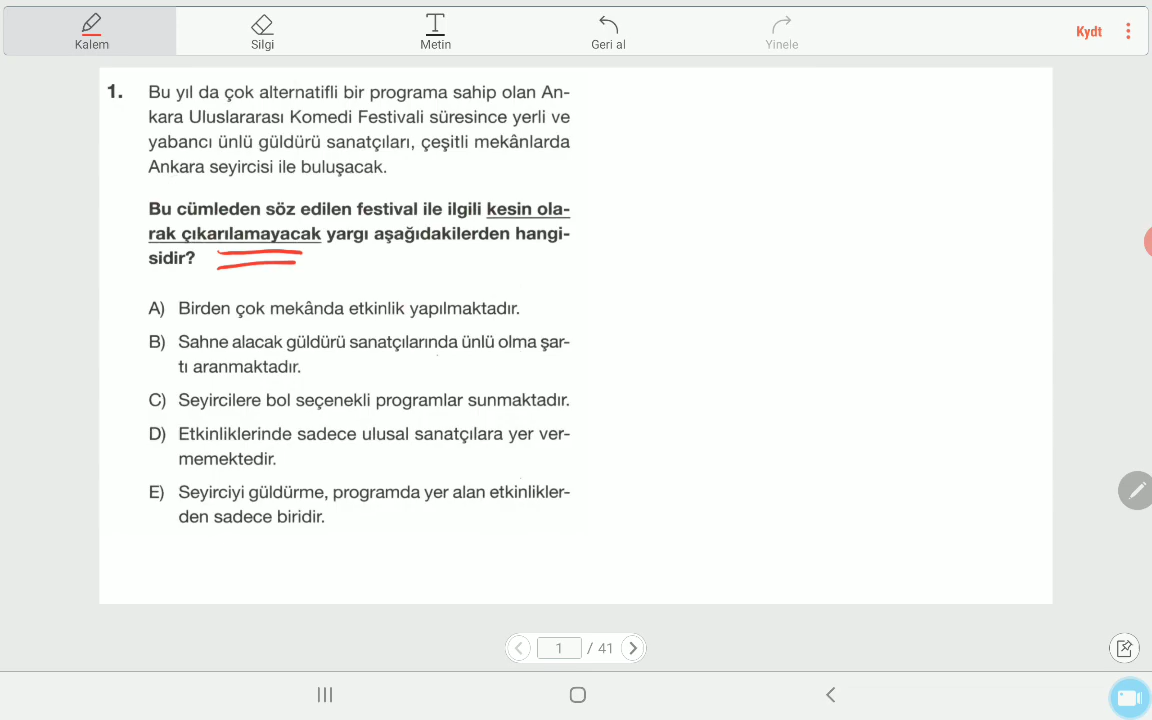 Kalem
Silgi
Metin
Geri al
Yinele
Kydt
1. Bu yıl da çok alternatifli bir programa sahip olan An-
kara Uluslararası Komedi Festivali süresince yerli ve
yabancı ünlü güldürü sanatçıları, çeşitli mekânlarda
Ankara seyircisi ile buluşacak.
Bu cümleden söz edilen festival ile ilgili kesin ola-
rak çıkarılamayacak yargı aşağıdakilerden hangi-
sidir?
A) Birden çok mekânda etkinlik yapılmaktadır.
B) Sahne alacak güldürü sanatçılarında ünlü olma şar-
tı aranmaktadır.
C) Seyircilere bol seçenekli programlar sunmaktadır.
D) Etkinliklerinde sadece ulusal sanatçılara yer ver-
memektedir.
E) Seyirciyi güldürme, programda yer alan etkinlikler-
den sadece biridir.
1 / 41